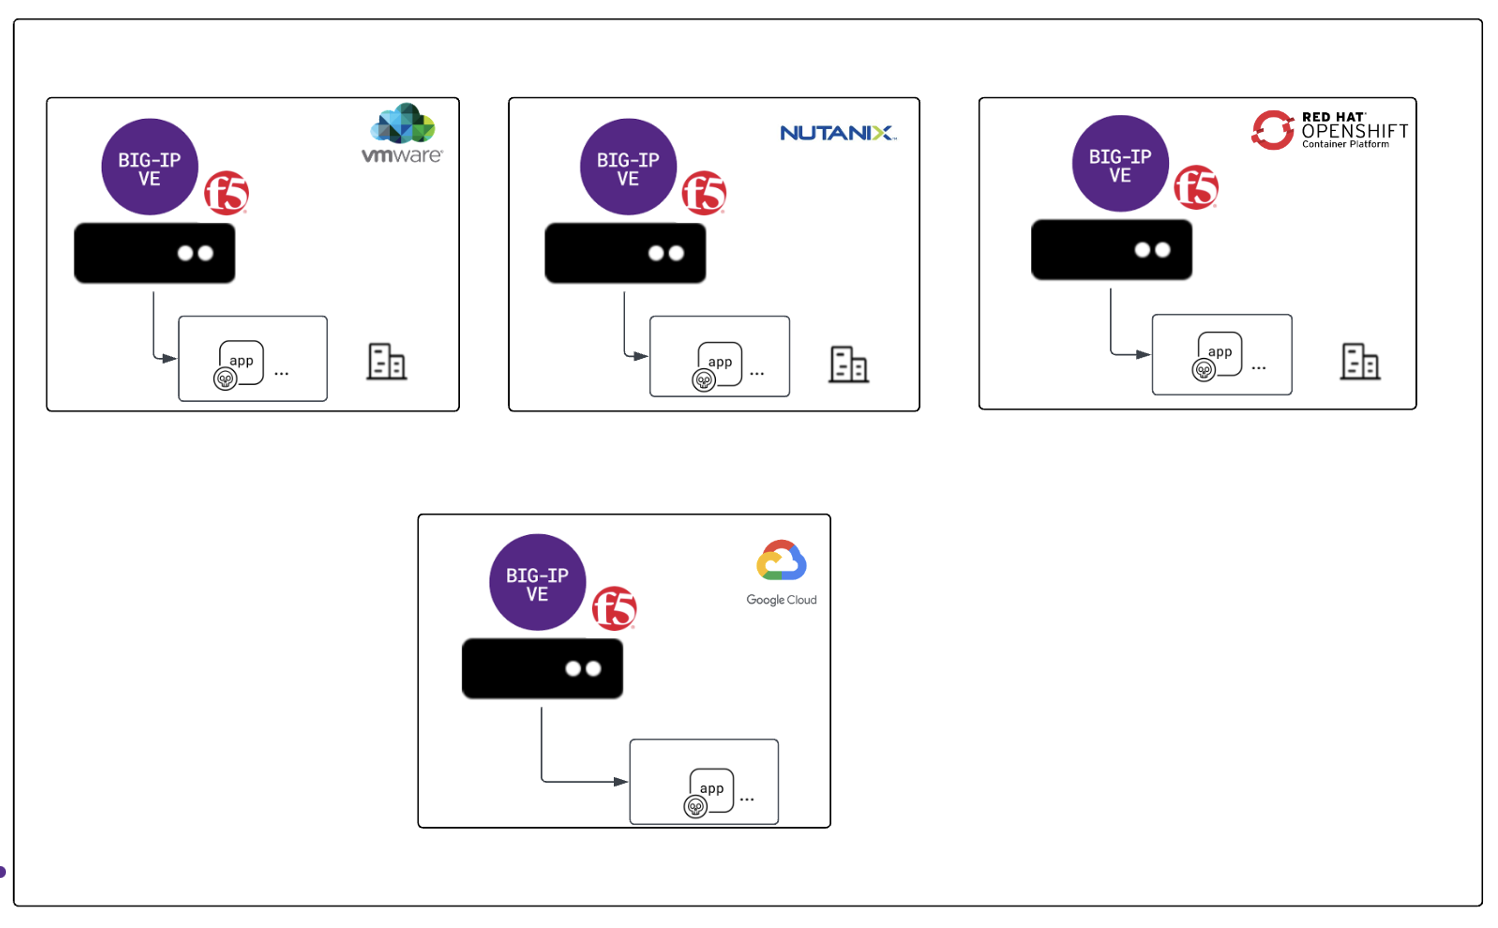 BIG-IP
VE
f5
vmware®
app
...
BIG-IP
VE
f5
NUTANIX™
app
...
BIG-IP
VE
f5
RED HAT®
OPENSHIFT
Container Platform
app
...
BIG-IP
VE
f5
Google Cloud
app
...